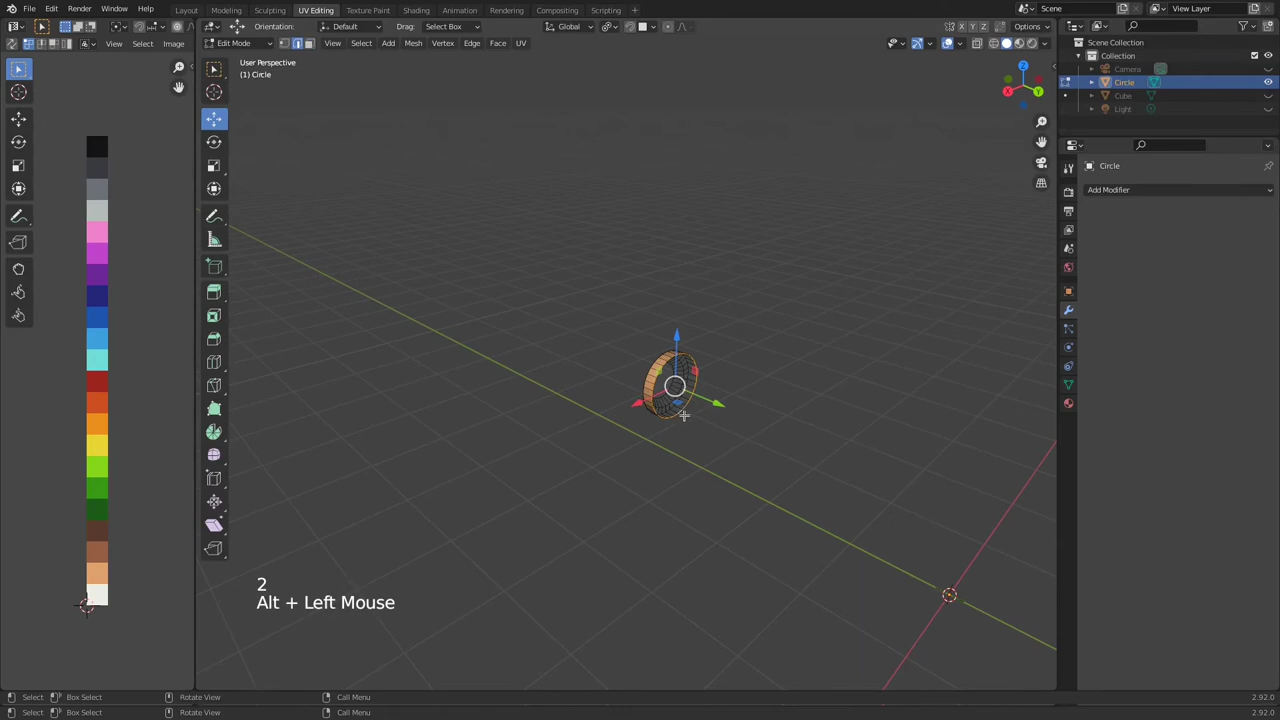 File Edit Render Window Help Layout Modeling Sculpting UV Editing Texture Paint Shading Animation Rendering Compositing Scripting + Scene View Layer
Orientation: Default Drag: Select Box Global X Y Z Options
View Select Image Edit Mode View Select Add Mesh Vertex Edge Face UV
User Perspective
(1) Circle
Z
X Y
Scene Collection
Collection
Camera
Circle
Cube
Light
Circle
Add Modifier
2
Alt + Left Mouse
Select Box Select Rotate View Call Menu 2.92.0
Select Box Select Rotate View Call Menu 2.92.0